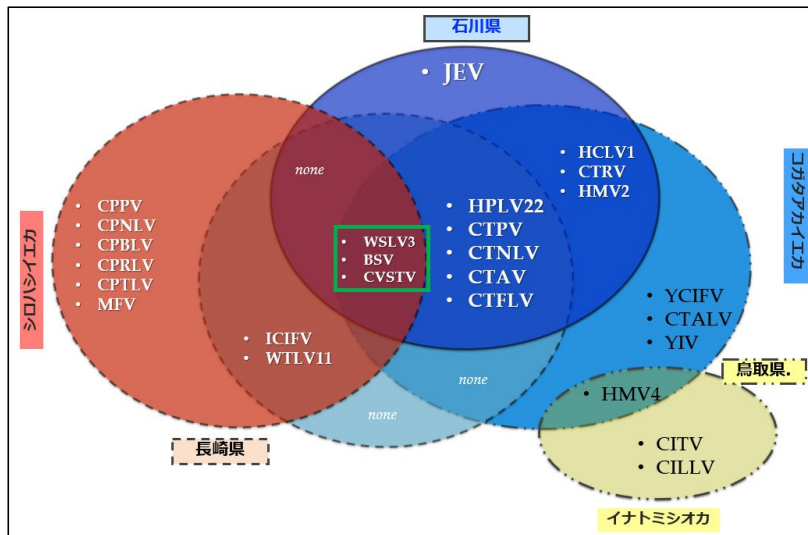 石川県
• JEV
• HCLV1
• CTRV
• HMV2
none
• HPLV22
• CTPV
• CTNLV
• CTAV
• CTFLV
コガタアカイエカ
シロハシイエカ
• CPPV
• CPNLV
• CPBLV
• CPRLV
• CPTLV
• MFV
• WSLV3
• BSV
• CVSTV
• YCIFV
• CTALV
• YIV
• ICIFV
• WTLV11
none
none
鳥取県.
• HMV4
長崎県
• CITV
• CILLV
イナトミシオカ